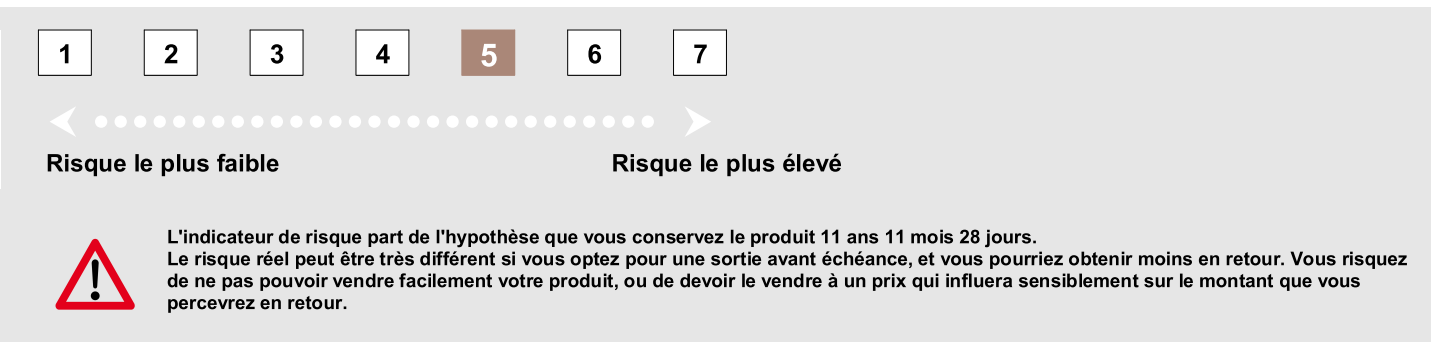 1 2 3 4 5 6 7
Risque le plus faible Risque le plus élevé
L'indicateur de risque part de l'hypothèse que vous conservez le produit 11 ans 11 mois 28 jours.
Le risque réel peut être très différent si vous optez pour une sortie avant échéance, et vous pourriez obtenir moins en retour. Vous risquez
de ne pas pouvoir vendre facilement votre produit, ou de devoir le vendre à un prix qui influera sensiblement sur le montant que vous
percevrez en retour.